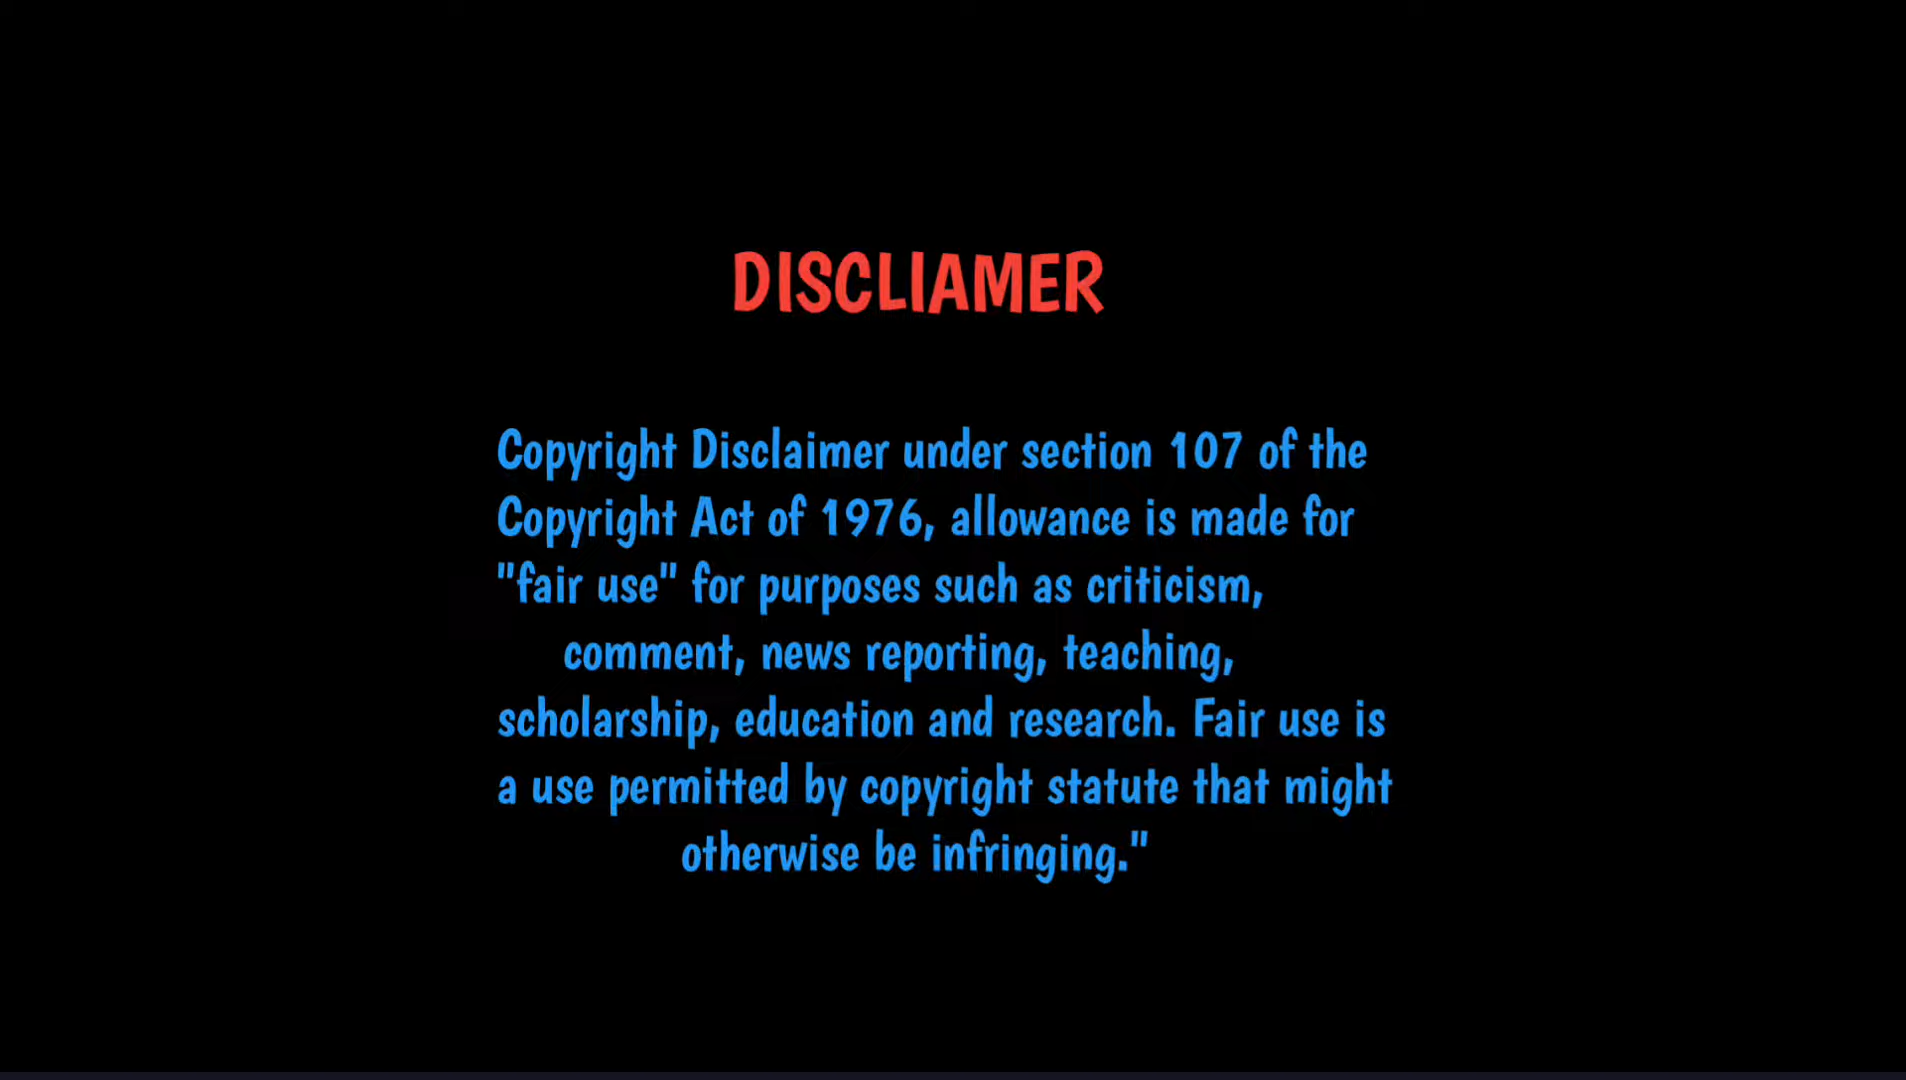 DISCLIAMER
Copyright Disclaimer under section 107 of the
Copyright Act of 1976, allowance is made for
"fair use" for purposes such as criticism,
comment, news reporting, teaching,
scholarship, education and research. Fair use is
a use permitted by copyright statute that might
otherwise be infringing."